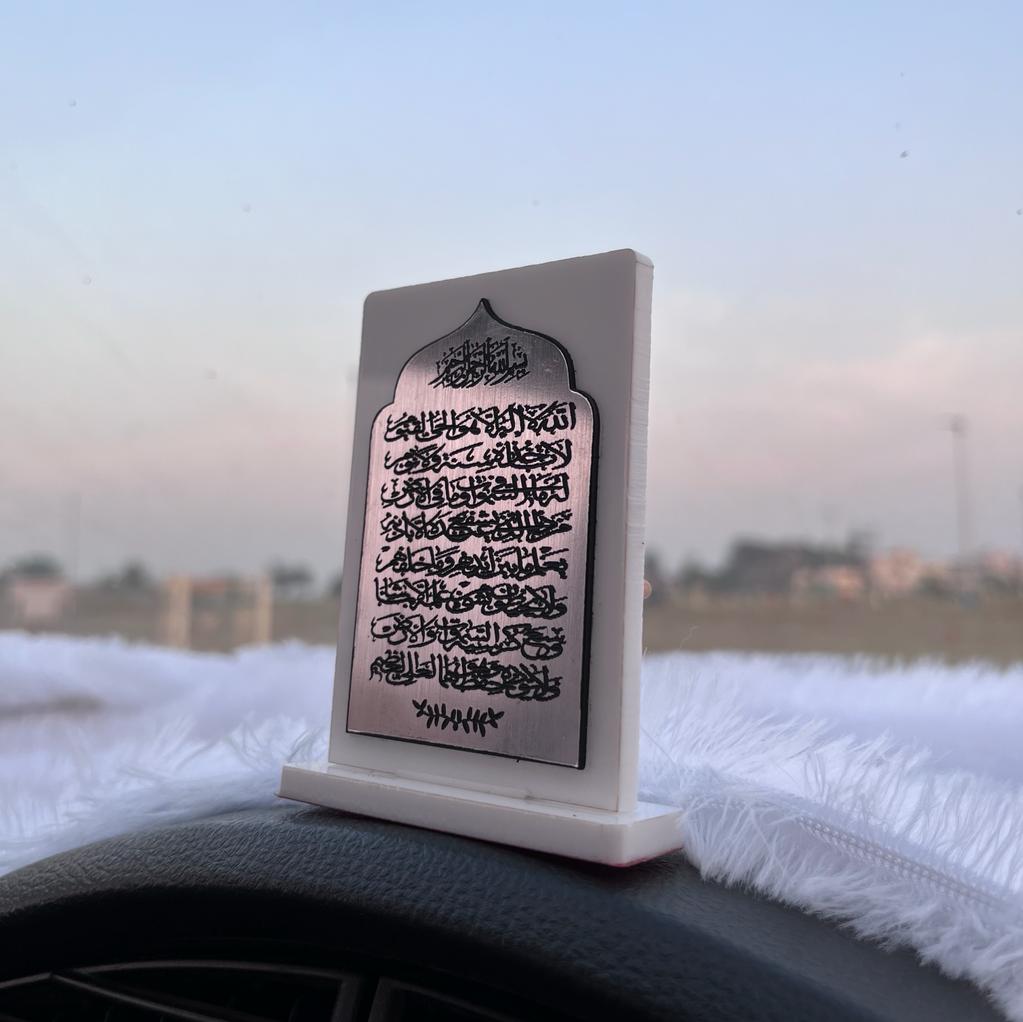 بسم الله الرحمن الرحيم
الله لا إله إلا هو الحي القيوم
لا تأخذه سنة ولا نوم
له ما في السموات وما في الأرض
من ذا الذي يشفع عنده إلا بإذنه
يعلم ما بين أيديهم وما خلفهم
ولا يحيطون بشيء من علمه إلا بما شاء
وسع كرسيه السموات والأرض
ولا يئوده حفظهما وهو العلي العظيم